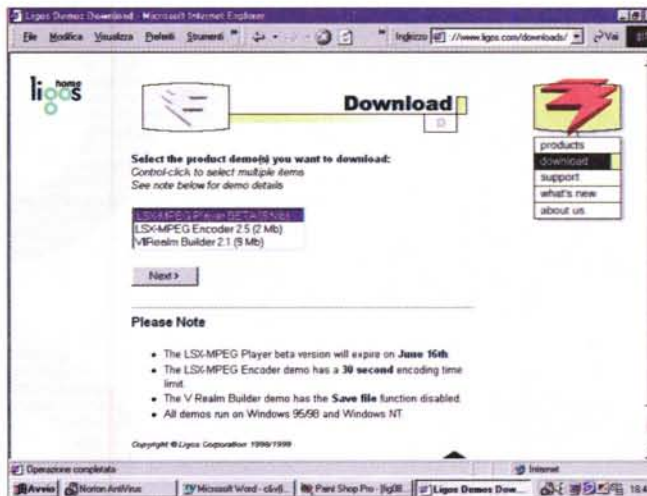 Ligos Demos Download - Microsoft Internet Explorer
File Modifica Visualizza Preferiti Strumenti
Indirizzo ://www.ligos.com/downloads/ Vai
home
ligos
Download
products
download
support
what's new
about us
Select the product demo(s) you want to download:
Control-click to select multiple items
See note below for demo details
LSX-MPEG Player BETA (5 Mb)
LSX-MPEG Encoder 2.5 (2 Mb)
V Realm Builder 2.1 (9 Mb)
Next >
Please Note
• The LSX-MPEG Player beta version will expire on June 16th.
• The LSX-MPEG Encoder demo has a 30 second encoding time
limit.
• The V Realm Builder demo has the Save file function disabled.
• All demos run on Windows 95/98 and Windows NT.
Copyright © Ligos Corporation 1998/1999
Operazione completata
Internet
Avvio Norton AntiVirus Microsoft Word - Paint Shop Pro - Ligos Demos Dow...